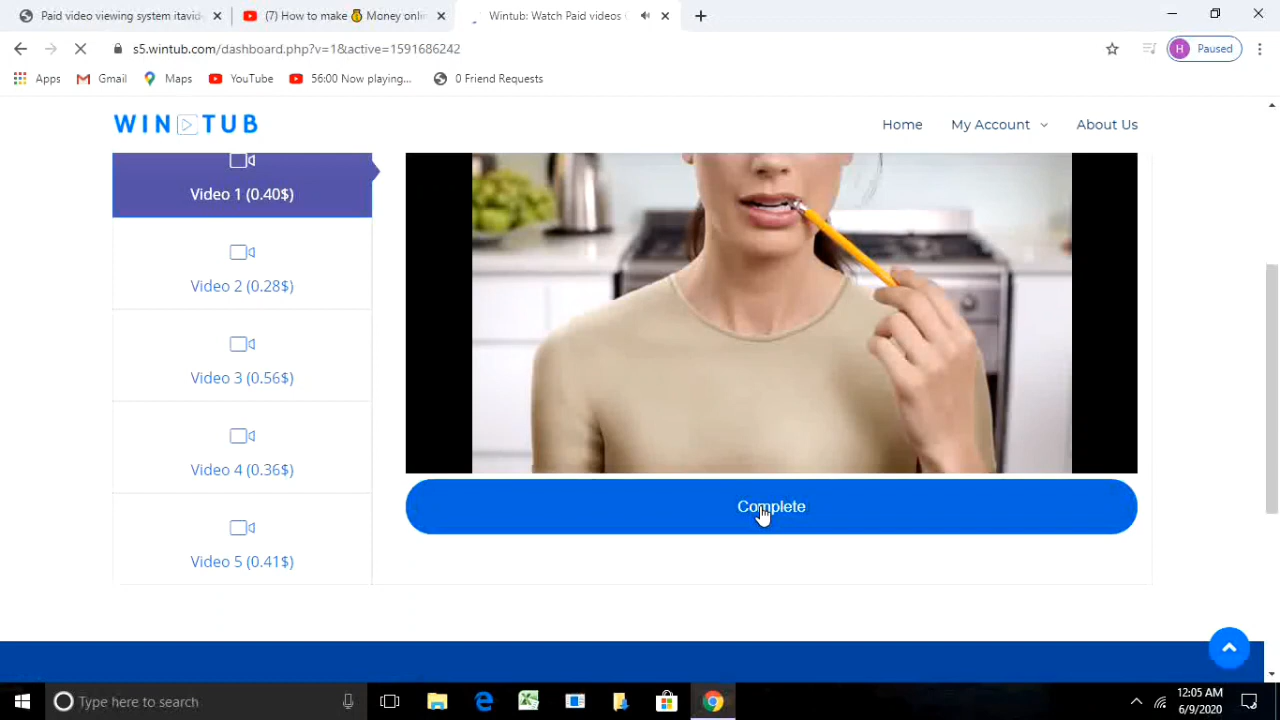 Paid video viewing system itavid
(7) How to make 💰 Money onli
Wintub: Watch Paid videos
s5.wintub.com/dashboard.php?v=1&active=1591686242
H Paused
Apps Gmail Maps YouTube 56:00 Now playing... 0 Friend Requests
WIN TUB
Home My Account About Us
Video 1 (0.40$)
Video 2 (0.28$)
Video 3 (0.56$)
Video 4 (0.36$)
Video 5 (0.41$)
Complete
Type here to search
12:05 AM
6/9/2020